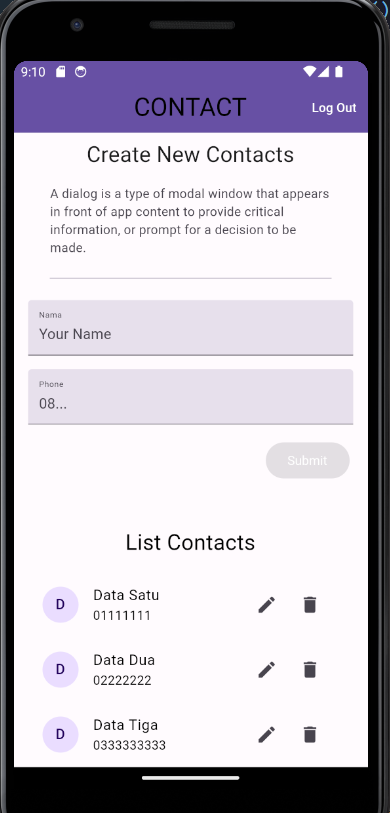 9:10
CONTACT
Log Out
Create New Contacts
A dialog is a type of modal window that appears
in front of app content to provide critical
information, or prompt for a decision to be
made.
Nama
Your Name
Phone
08...
Submit
List Contacts
D
Data Satu
01111111
D
Data Dua
02222222
D
Data Tiga
0333333333